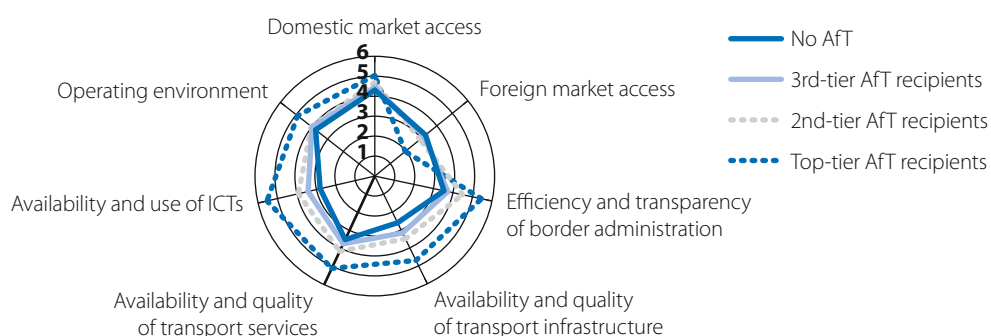 Domestic market access
6
5
4
3
2
1
Operating environment
Foreign market access
Availability and use of ICTs
Efficiency and transparency
of border administration
Availability and quality
of transport services
Availability and quality
of transport infrastructure
No AfT
3rd-tier AfT recipients
2nd-tier AfT recipients
Top-tier AfT recipients